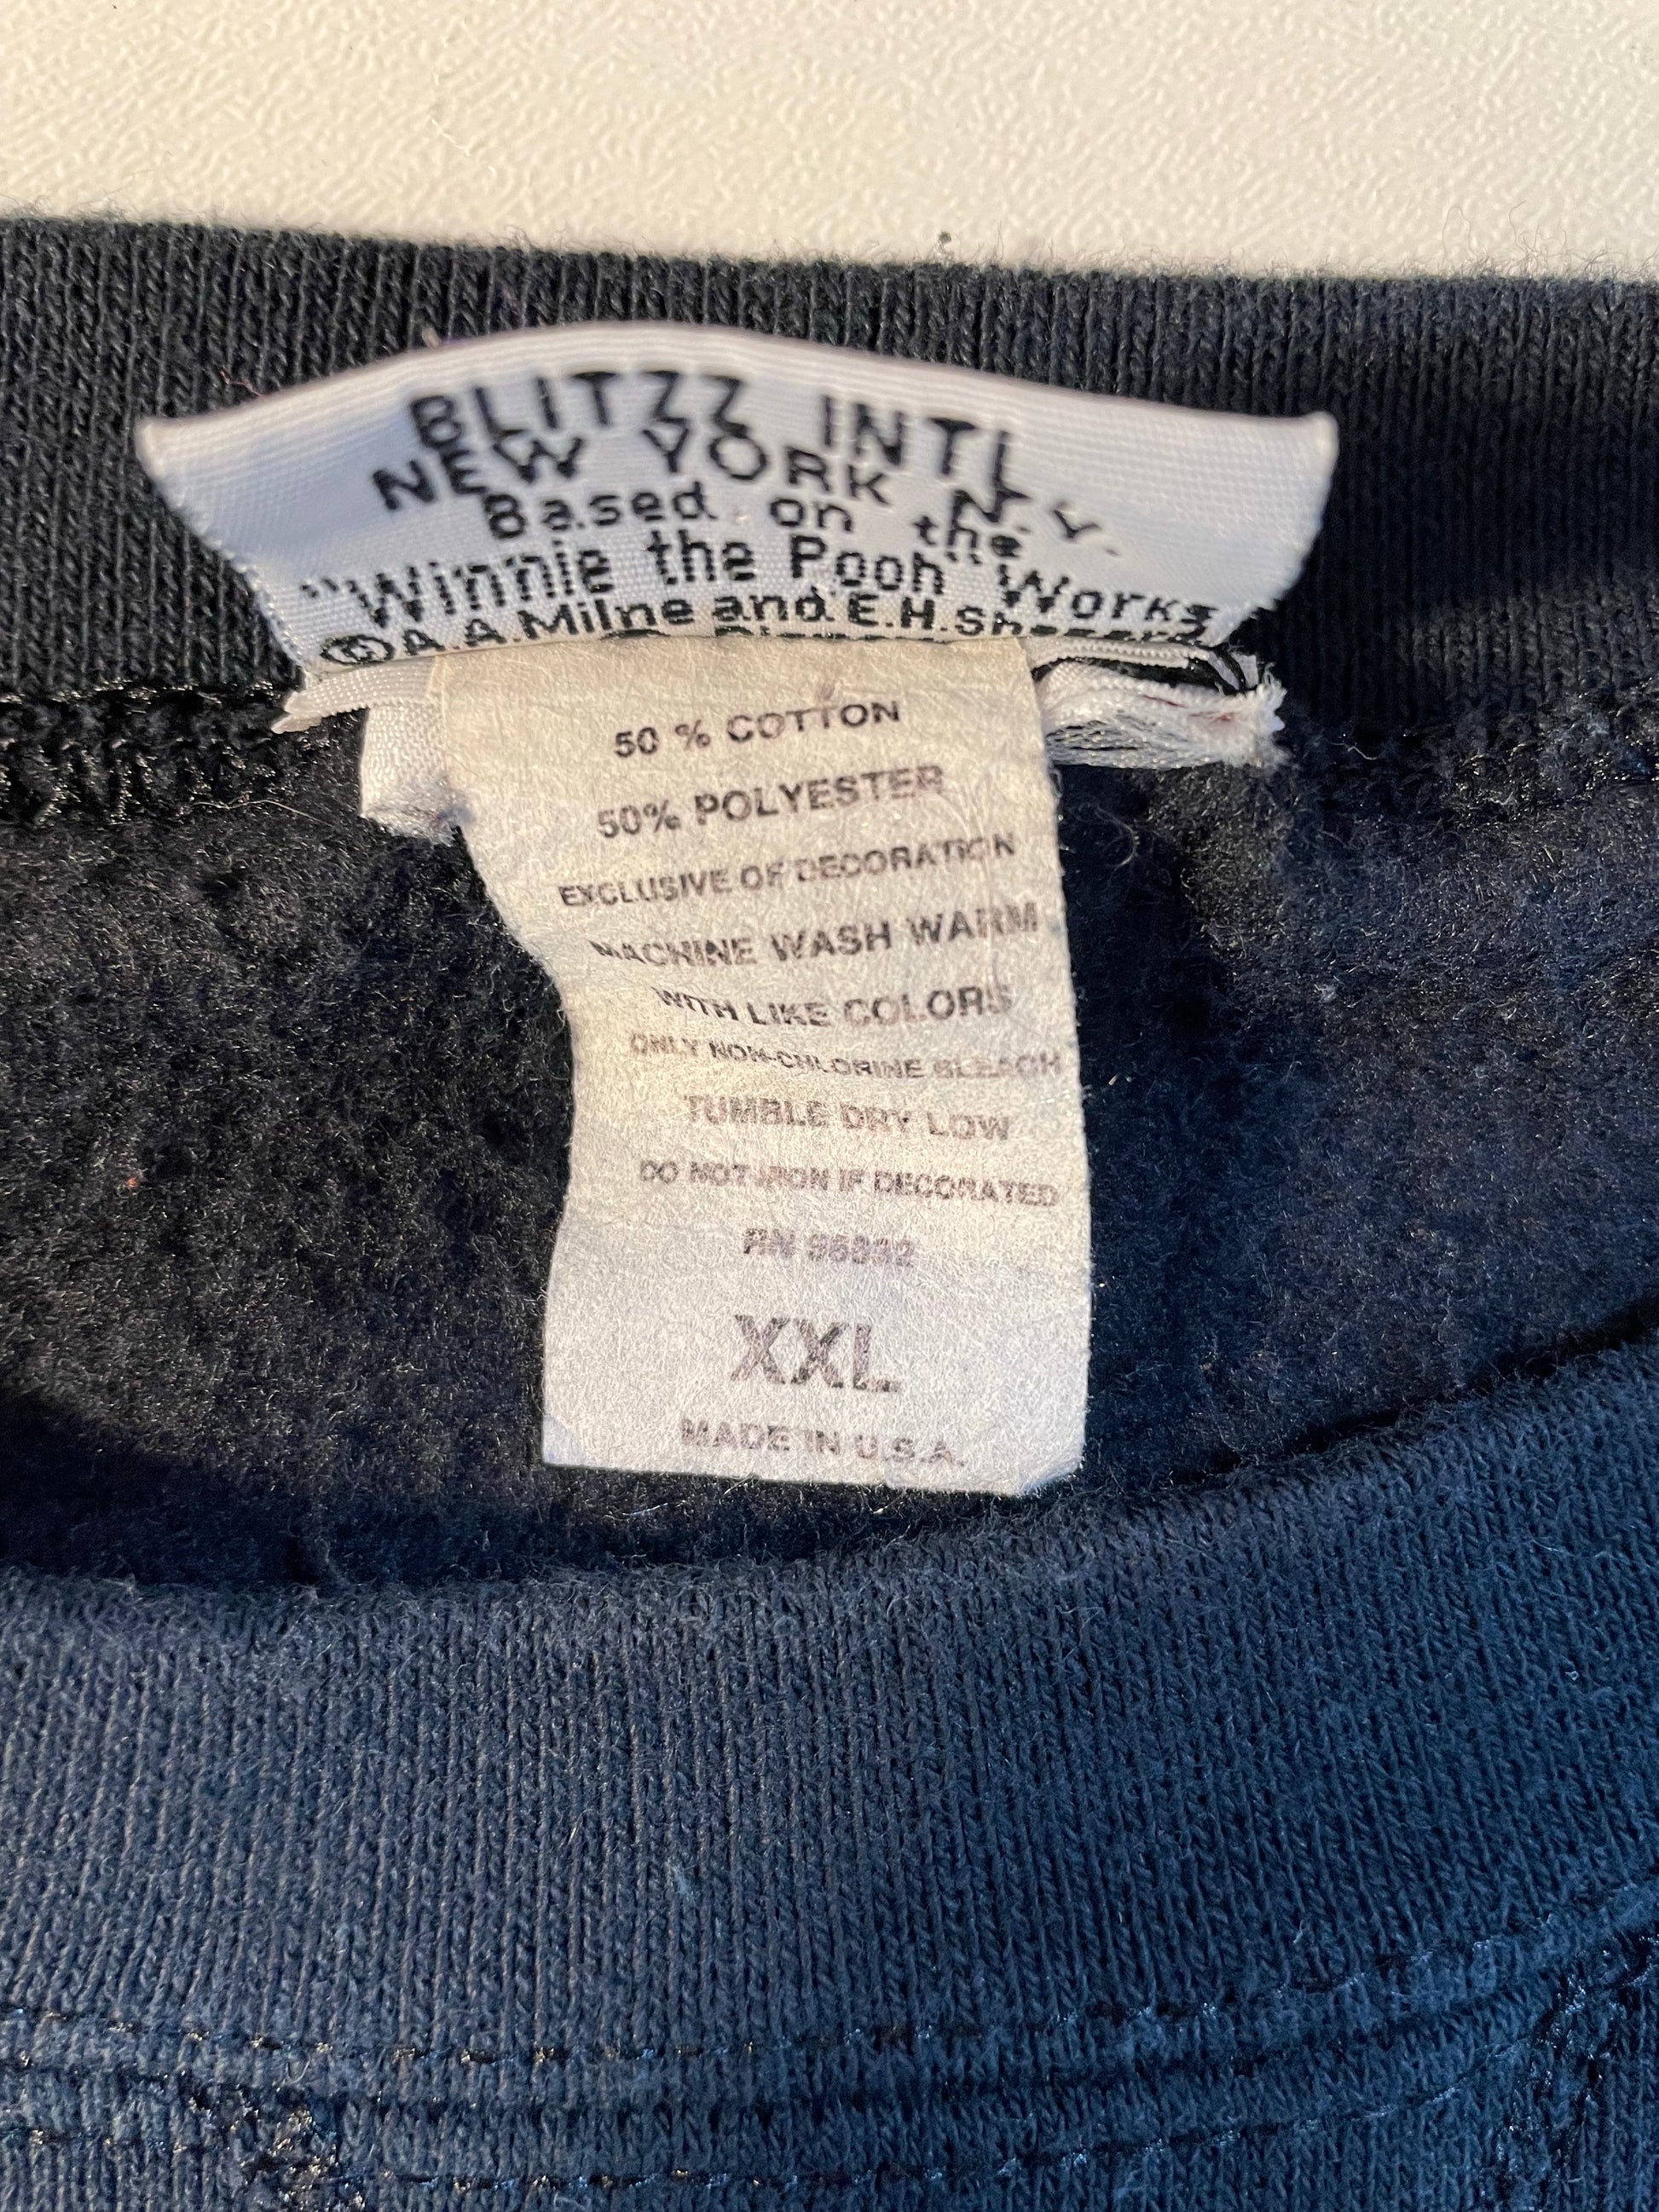 BLITZZ INTL
NEW YORK N.Y.
Based on the
"Winnie the Pooh" Works
©A.A.Milne and E.H.Shepard
50 % COTTON
50% POLYESTER
EXCLUSIVE OF DECORATION
MACHINE WASH WARM
WITH LIKE COLORS
ONLY NON-CHLORINE BLEACH
TUMBLE DRY LOW
DO NOT IRON IF DECORATED
RN
XXL
MADE IN U.S.A.